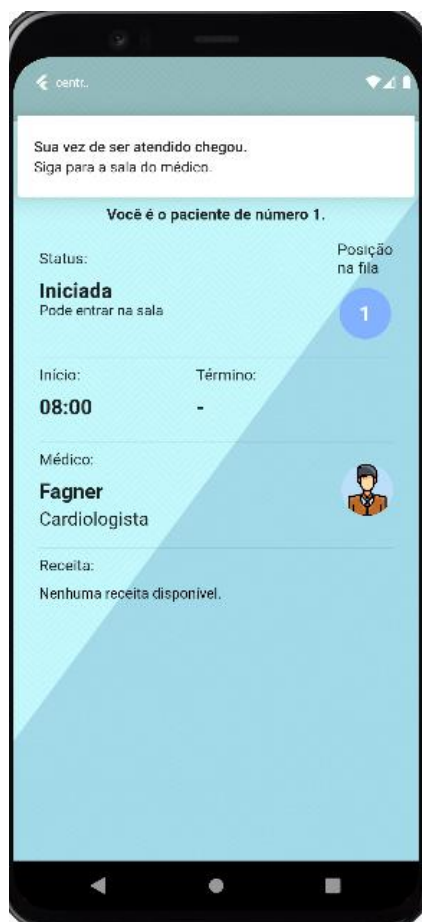 centr..
Sua vez de ser atendido chegou.
Siga para a sala do médico.
Você é o paciente de número 1.
Status:
Posição
na fila
Iniciada
Pode entrar na sala
1
Início:
Término:
08:00
-
Médico:
Fagner
Cardiologista
Receita:
Nenhuma receita disponível.